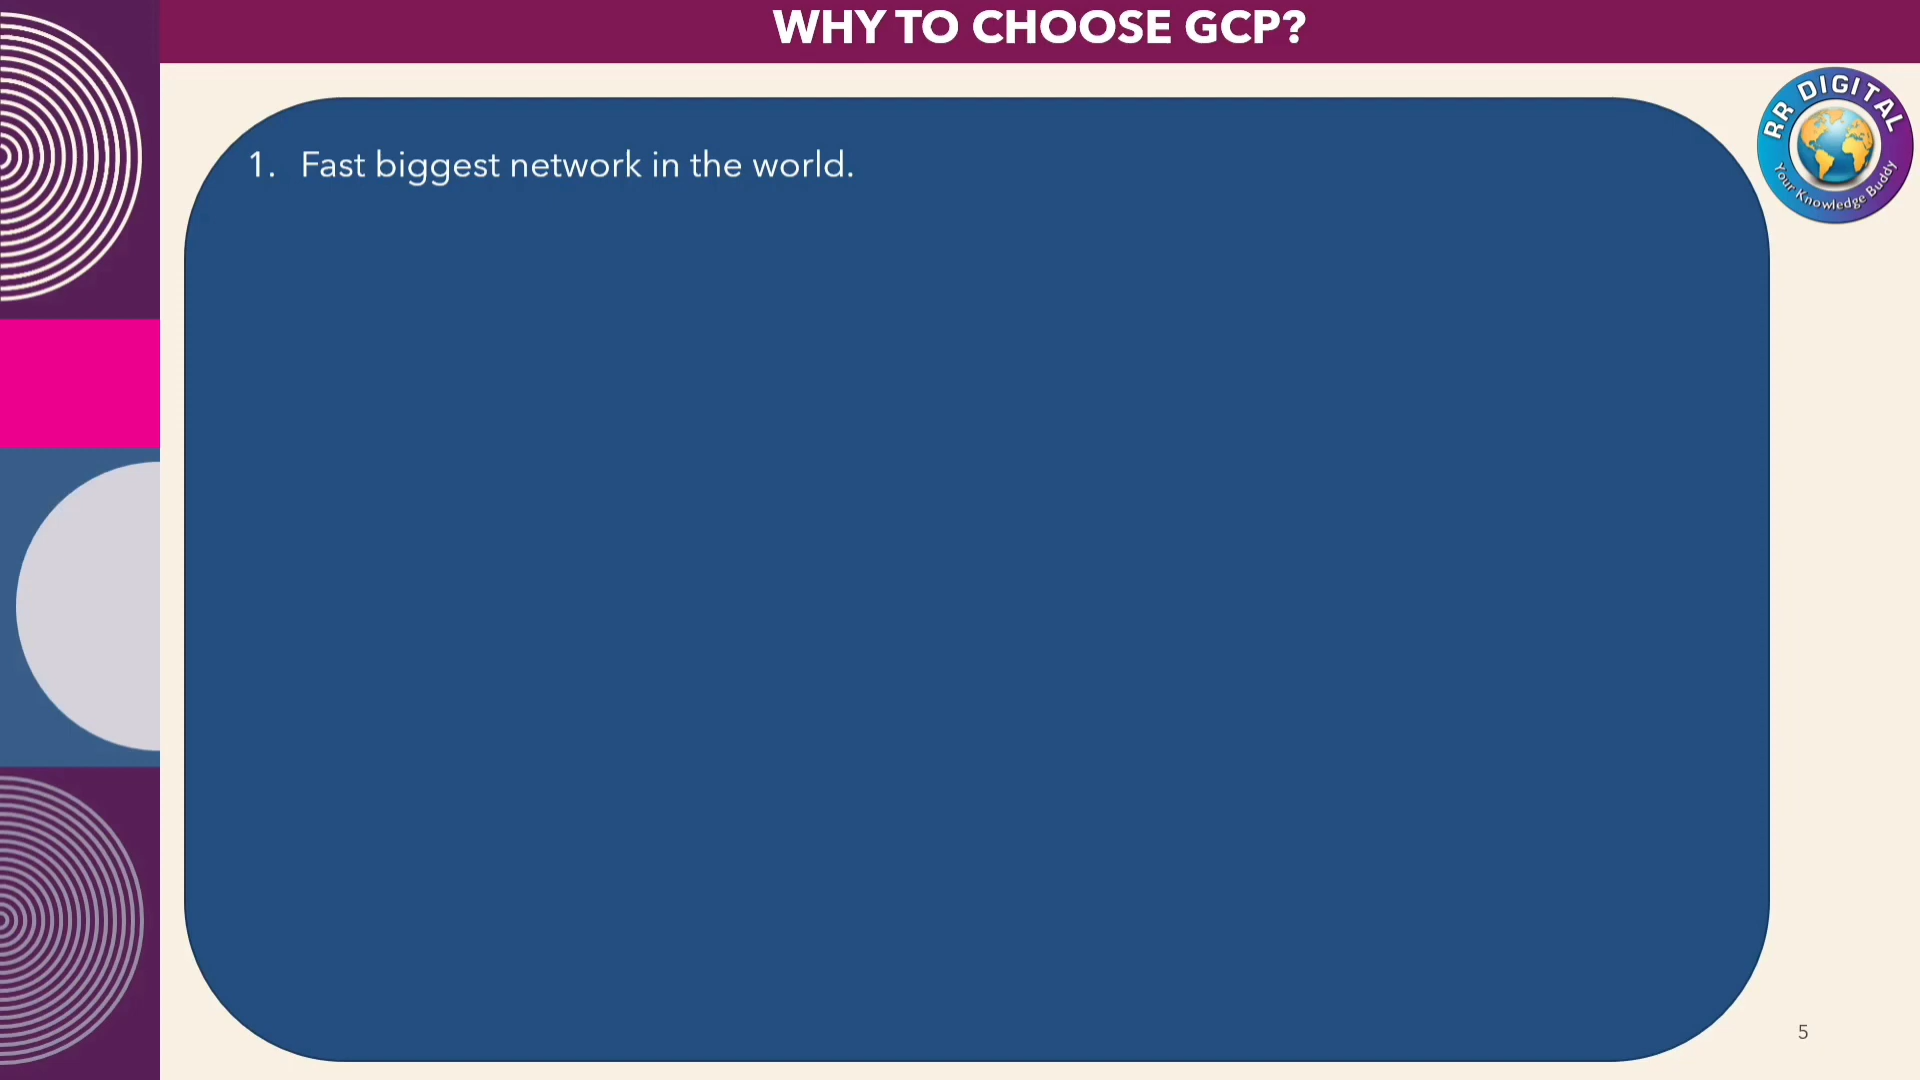 WHY TO CHOOSE GCP?
RR DIGITAL
Your Knowledge Buddy
1. Fast biggest network in the world.
5